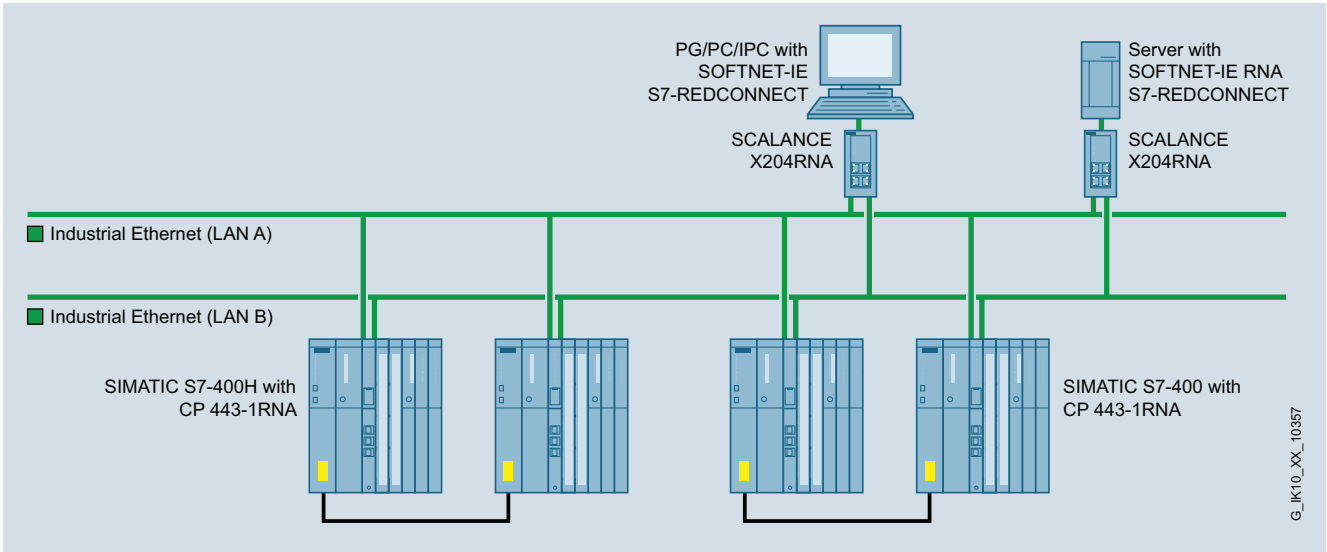 PG/PC/IPC with
SOFTNET-IE
S7-REDCONNECT
Server with
SOFTNET-IE RNA
S7-REDCONNECT
SCALANCE
X204RNA
SCALANCE
X204RNA
Industrial Ethernet (LAN A)
Industrial Ethernet (LAN B)
SIMATIC S7-400H with
CP 443-1RNA
SIMATIC S7-400 with
CP 443-1RNA
G_IK10_XX_10357